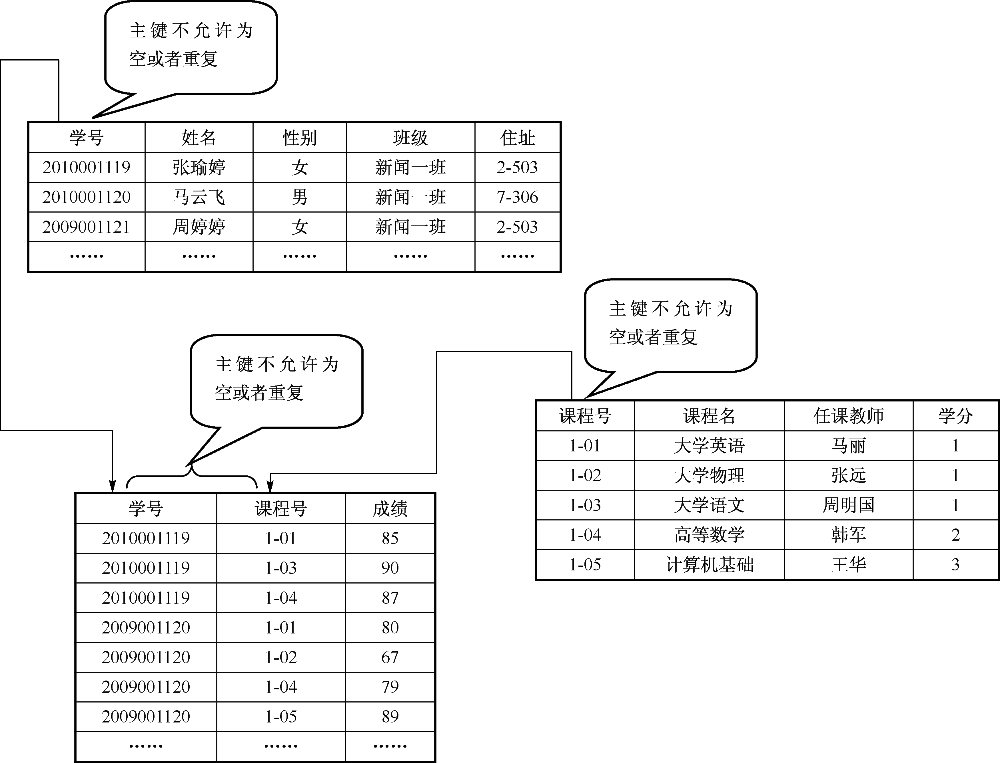 主键不允许为
空或者重复
学号 姓名 性别 班级 住址
2010001119 张瑜婷 女 新闻一班 2-503
2010001120 马云飞 男 新闻一班 7-306
2009001121 周婷婷 女 新闻一班 2-503
…… …… …… …… ……
主键不允许为
空或者重复
主键不允许为
空或者重复
课程号 课程名 任课教师 学分
1-01 大学英语 马丽 1
1-02 大学物理 张远 1
1-03 大学语文 周明国 1
1-04 高等数学 韩军 2
1-05 计算机基础 王华 3
学号 课程号 成绩
2010001119 1-01 85
2010001119 1-03 90
2010001119 1-04 87
2009001120 1-01 80
2009001120 1-02 67
2009001120 1-04 79
2009001120 1-05 89
…… …… ……